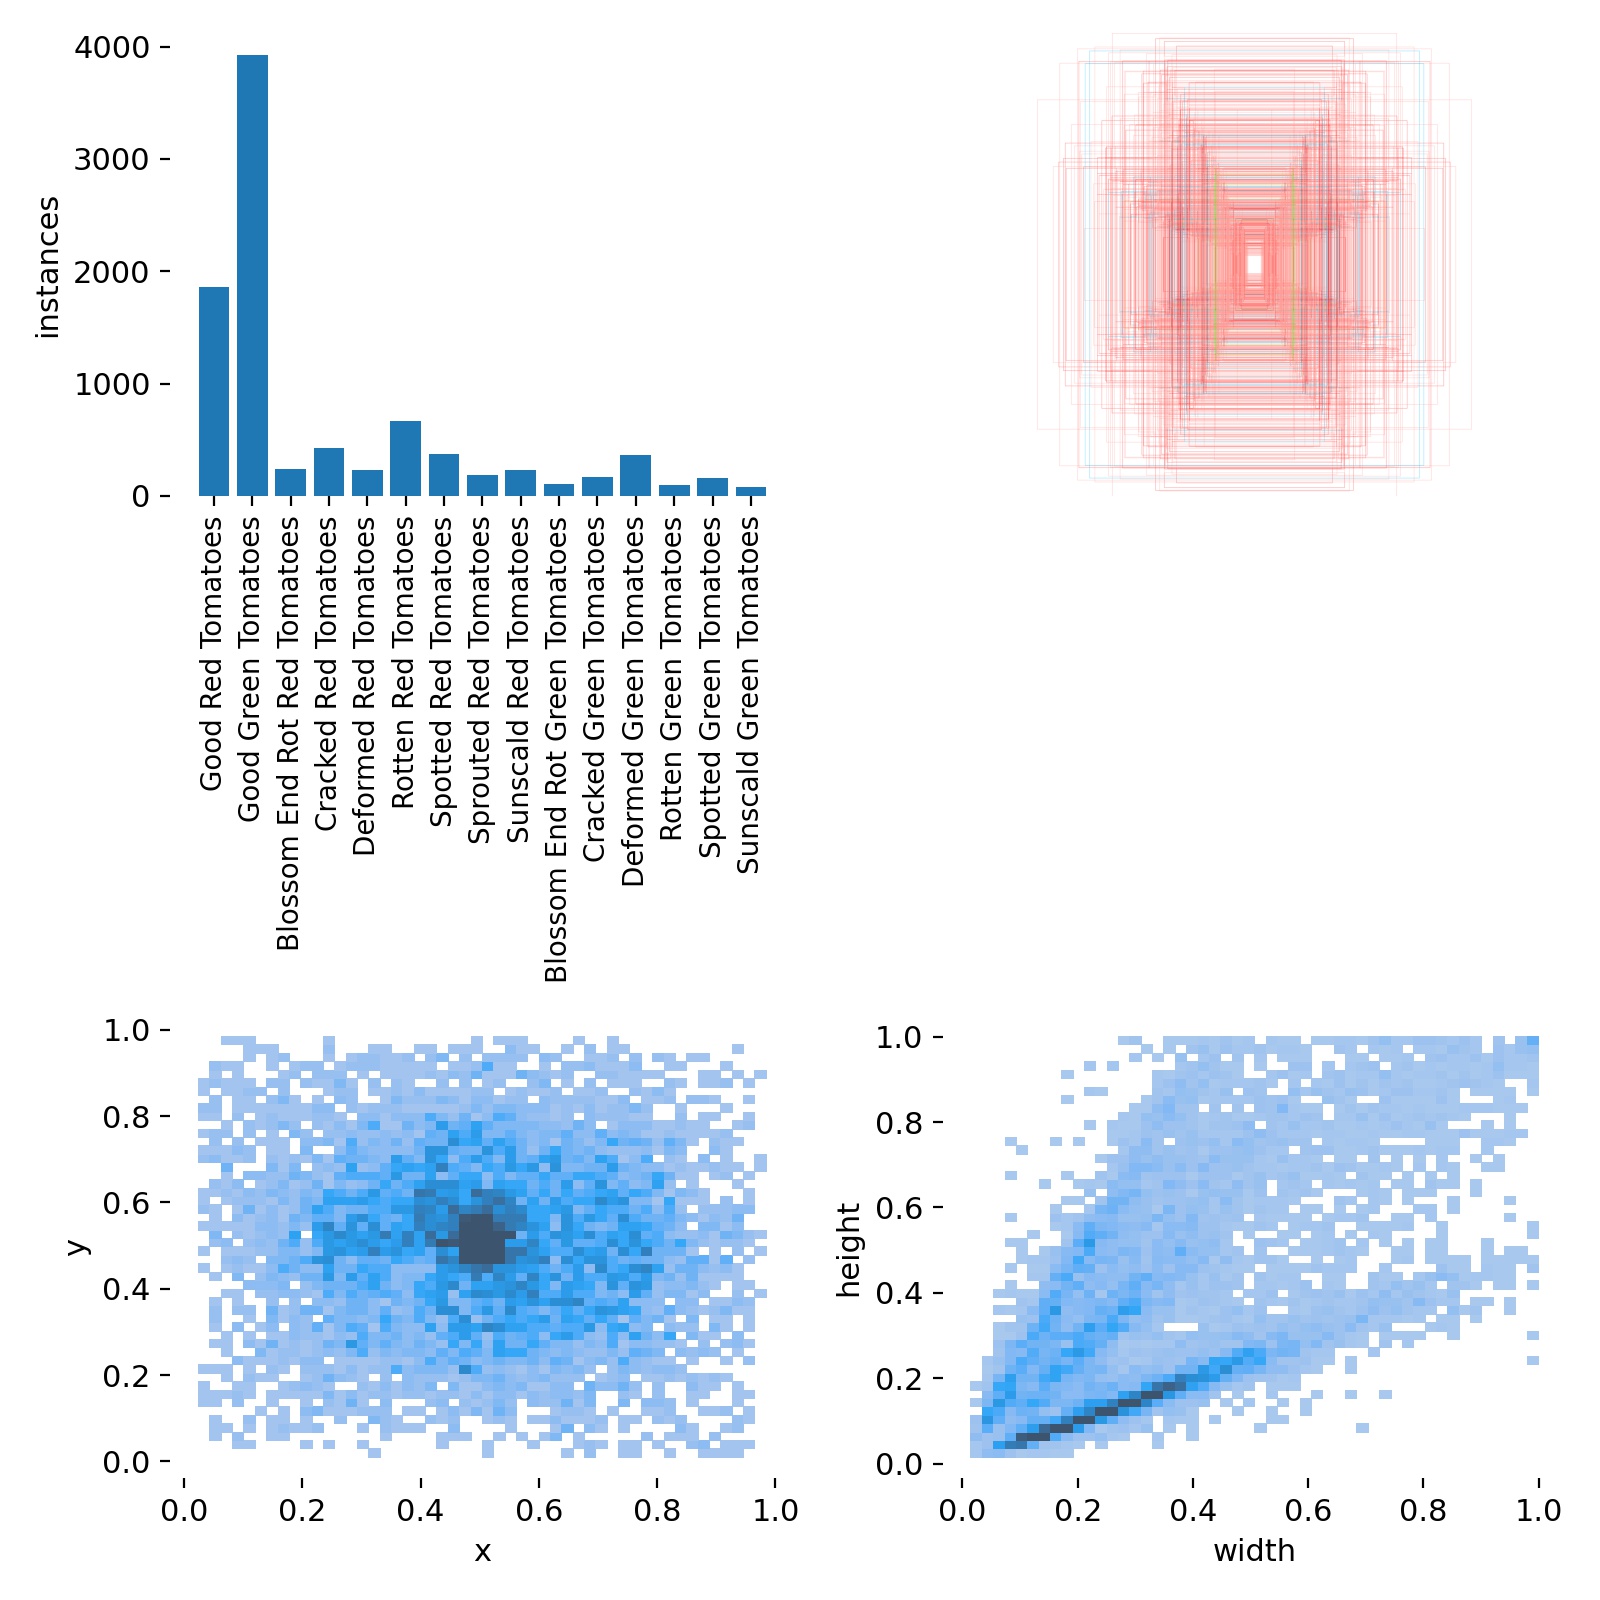 4000
3000
2000
1000
0
instances
Good Red Tomatoes
Good Green Tomatoes
Blossom End Rot Red Tomatoes
Cracked Red Tomatoes
Deformed Red Tomatoes
Rotten Red Tomatoes
Spotted Red Tomatoes
Sprouted Red Tomatoes
Sunscald Red Tomatoes
Blossom End Rot Green Tomatoes
Cracked Green Tomatoes
Deformed Green Tomatoes
Rotten Green Tomatoes
Spotted Green Tomatoes
Sunscald Green Tomatoes
1.0
0.8
0.6
0.4
0.2
0.0
y
0.0 0.2 0.4 0.6 0.8 1.0
x
1.0
0.8
0.6
0.4
0.2
0.0
height
0.0 0.2 0.4 0.6 0.8 1.0
width